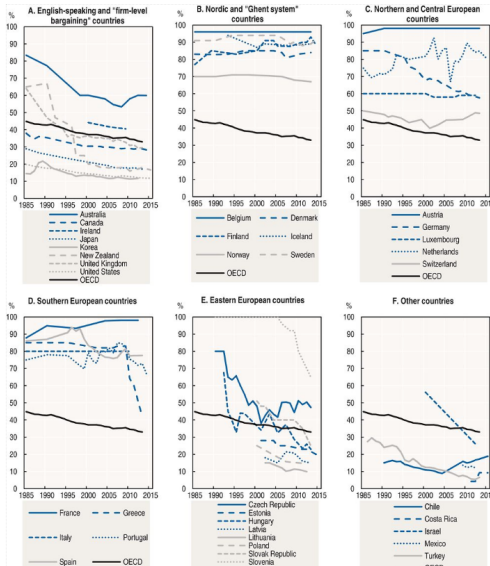 A. English-speaking and "firm-level
bargaining" countries
%
100
90
80
70
60
50
40
30
20
10
0
1985 1990 1995 2000 2005 2010 2015
Australia
Canada
Ireland
Japan
Korea
New Zealand
United Kingdom
United States
OECD
B. Nordic and "Ghent system"
countries
%
100
90
80
70
60
50
40
30
20
10
0
1985 1990 1995 2000 2005 2010 2015
Belgium Denmark
Finland Iceland
Norway Sweden
OECD
C. Northern and Central European
countries
%
100
90
80
70
60
50
40
30
20
10
0
1985 1990 1995 2000 2005 2010 2015
Austria
Germany
Luxembourg
Netherlands
Switzerland
OECD
D. Southern European countries
%
100
90
80
70
60
50
40
30
20
10
0
1985 1990 1995 2000 2005 2010 2015
France Greece
Italy Portugal
Spain OECD
E. Eastern European countries
%
100
90
80
70
60
50
40
30
20
10
0
1985 1990 1995 2000 2005 2010 2015
Czech Republic
Estonia
Hungary
Latvia
Lithuania
Poland
Slovak Republic
Slovenia
F. Other countries
%
100
90
80
70
60
50
40
30
20
10
0
1985 1990 1995 2000 2005 2010 2015
Chile
Costa Rica
Israel
Mexico
Turkey